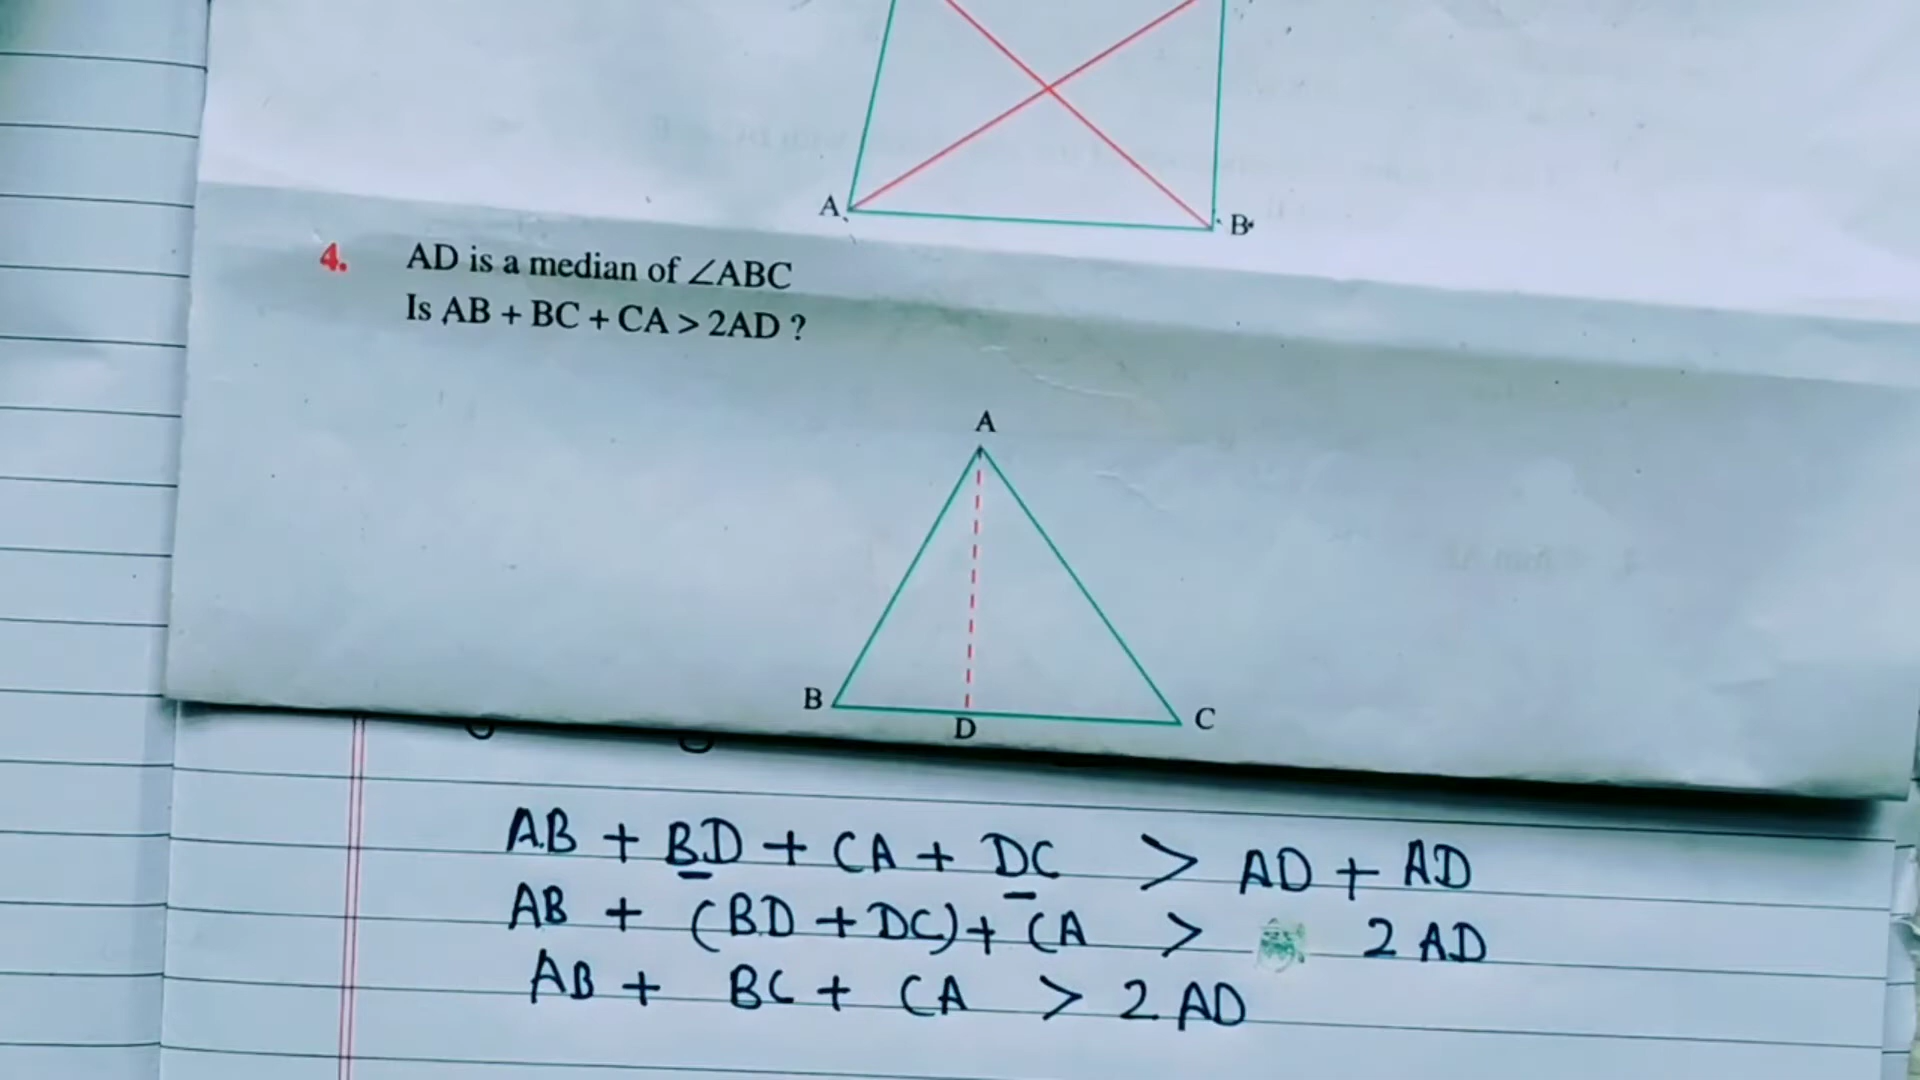 A
B
4. AD is a median of ∠ABC
Is AB + BC + CA > 2AD ?
A
B
D
C
AB + BD + CA + DC > AD + AD
AB + (BD + DC) + CA > 2 AD
AB + BC + CA > 2 AD